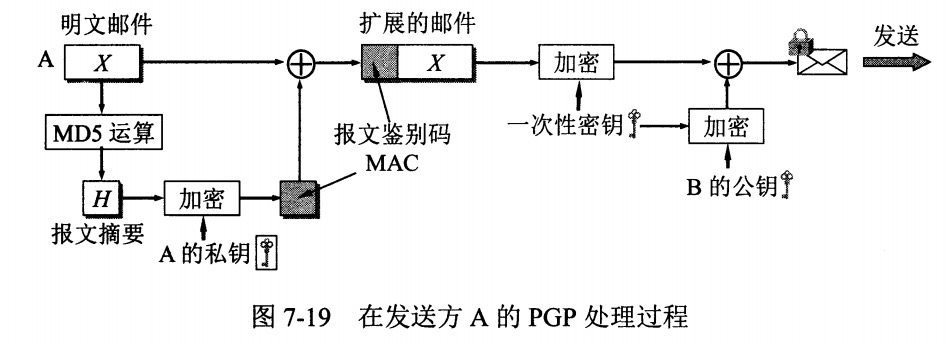 明文邮件
扩展的邮件
发送
A
X
X
加密
MD5 运算
报文鉴别码
MAC
一次性密钥
加密
H
加密
B 的公钥
报文摘要
A 的私钥
图 7-19 在发送方 A 的 PGP 处理过程